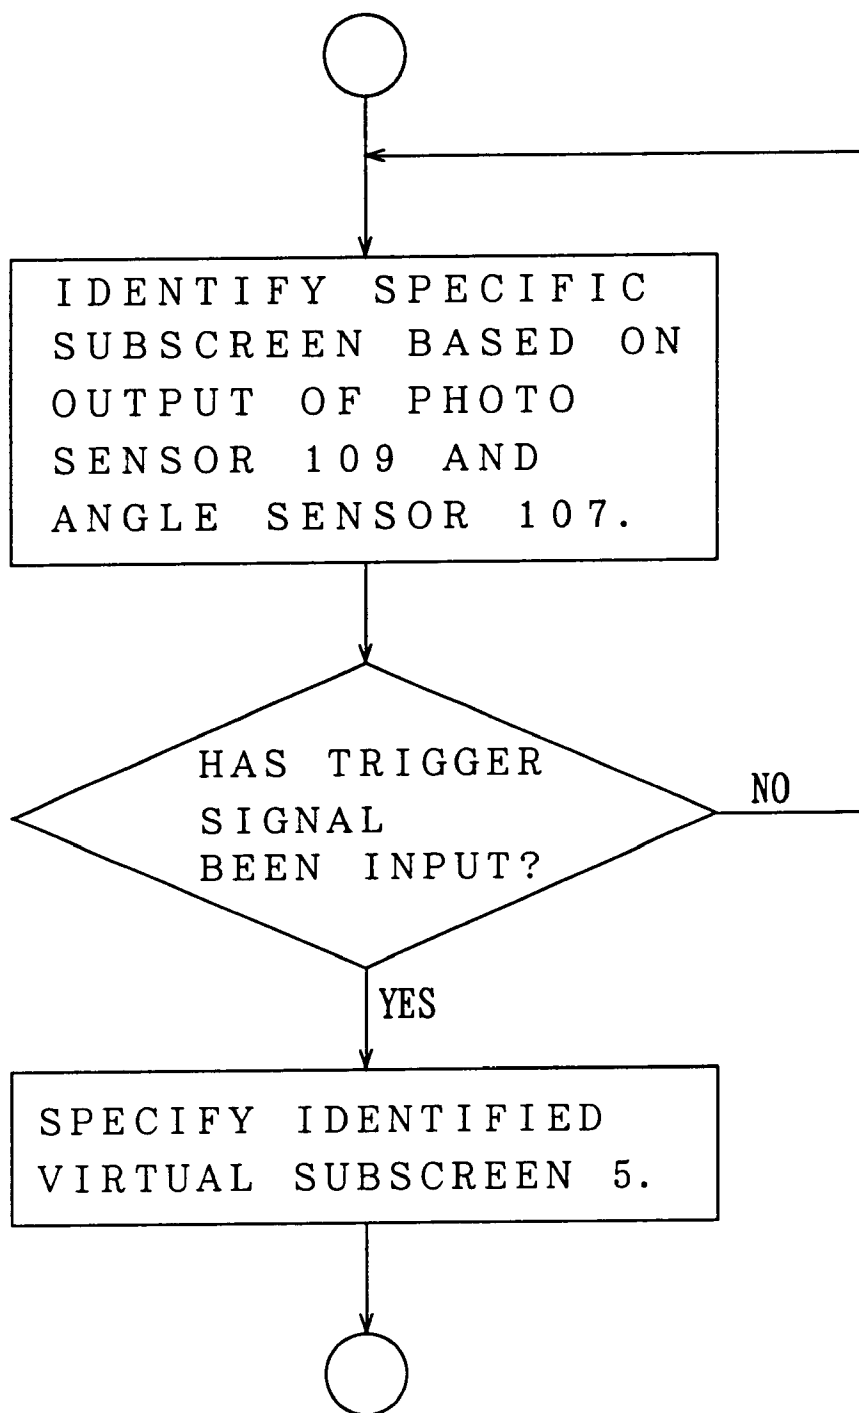 IDENTIFY SPECIFIC
SUBSCREEN BASED ON
OUTPUT OF PHOTO
SENSOR 109 AND
ANGLE SENSOR 107.
HAS TRIGGER
SIGNAL
BEEN INPUT?
NO
YES
SPECIFY IDENTIFIED
VIRTUAL SUBSCREEN 5.